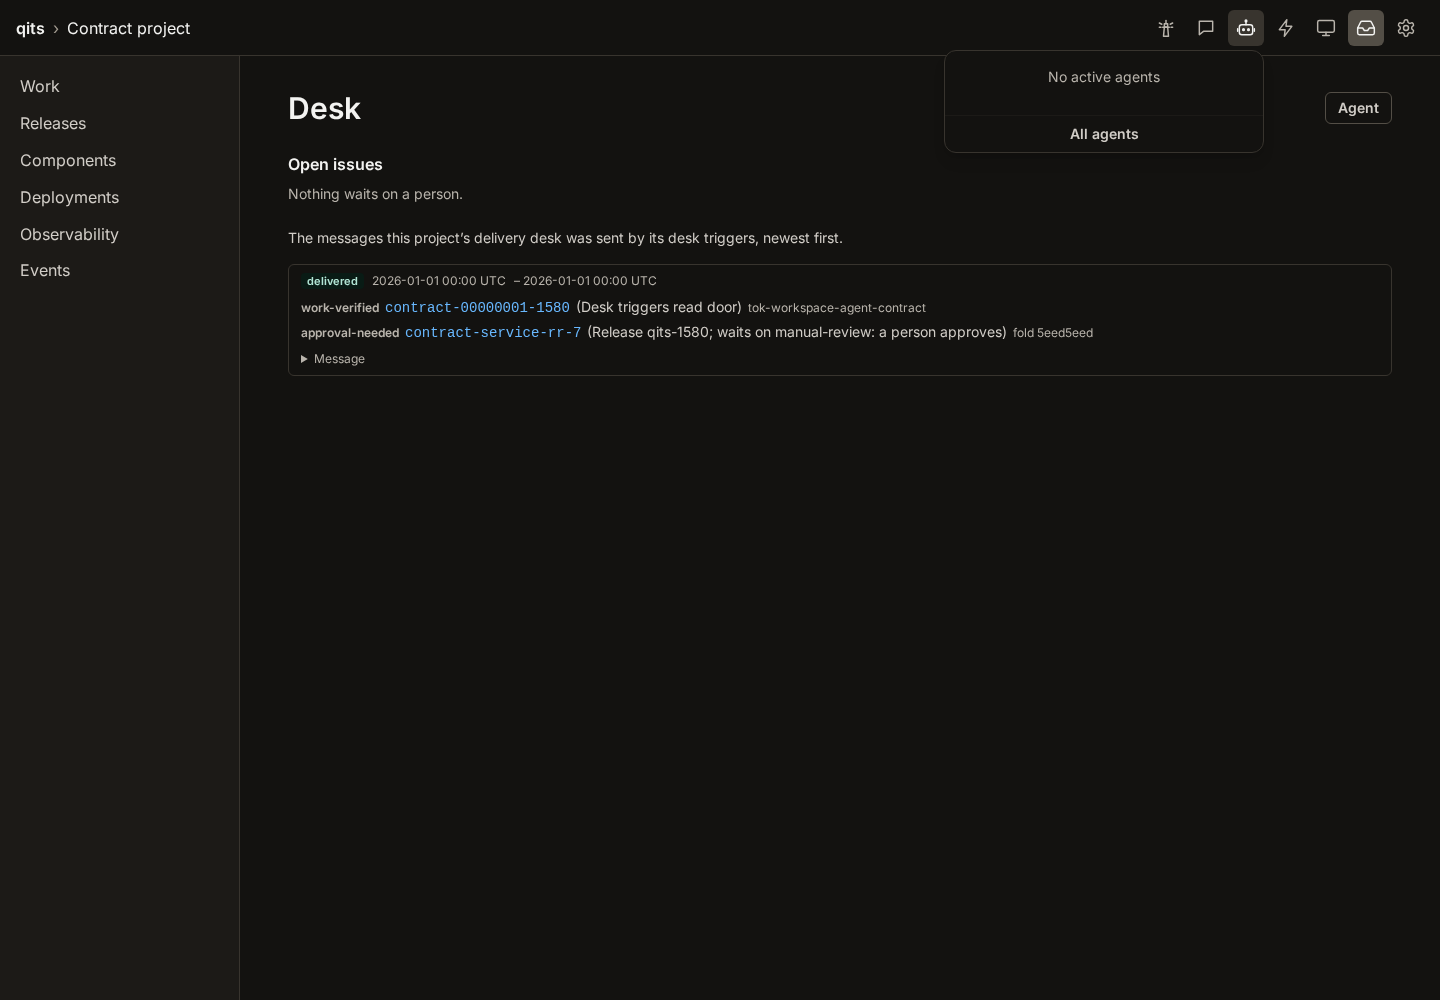 qits › Contract project
No active agents
All agents
Work
Releases
Components
Deployments
Observability
Events
Desk
Agent
Open issues
Nothing waits on a person.
The messages this project’s delivery desk was sent by its desk triggers, newest first.
delivered 2026-01-01 00:00 UTC – 2026-01-01 00:00 UTC
work-verified contract-00000001-1580 (Desk triggers read door) tok-workspace-agent-contract
approval-needed contract-service-rr-7 (Release qits-1580; waits on manual-review: a person approves) fold 5eed5eed
Message